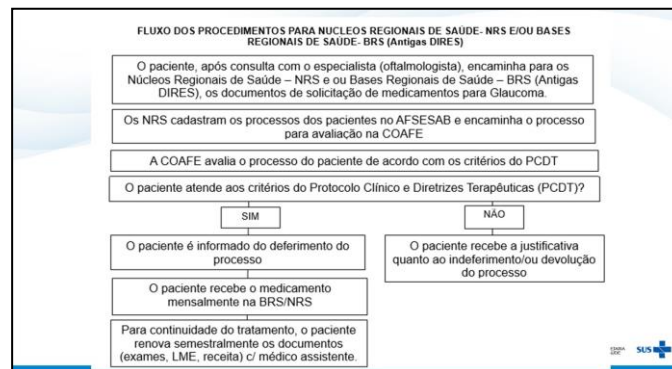 FLUXO DOS PROCEDIMENTOS PARA NUCLEOS REGIONAIS DE SAÚDE- NRS E/OU BASES
REGIONAIS DE SAÚDE- BRS (Antigas DIRES)
O paciente, após consulta com o especialista (oftalmologista), encaminha para os
Núcleos Regionais de Saúde – NRS e ou Bases Regionais de Saúde – BRS (Antigas
DIRES), os documentos de solicitação de medicamentos para Glaucoma.
Os NRS cadastram os processos dos pacientes no AFSESAB e encaminha o processo
para avaliação na COAFE
A COAFE avalia o processo do paciente de acordo com os critérios do PCDT
O paciente atende aos critérios do Protocolo Clínico e Diretrizes Terapêuticas (PCDT)?
SIM
NÃO
O paciente é informado do deferimento do
processo
O paciente recebe a justificativa
quanto ao indeferimento/ou devolução
do processo
O paciente recebe o medicamento
mensalmente na BRS/NRS
Para continuidade do tratamento, o paciente
renova semestralmente os documentos
(exames, LME, receita) c/ médico assistente.
SUS